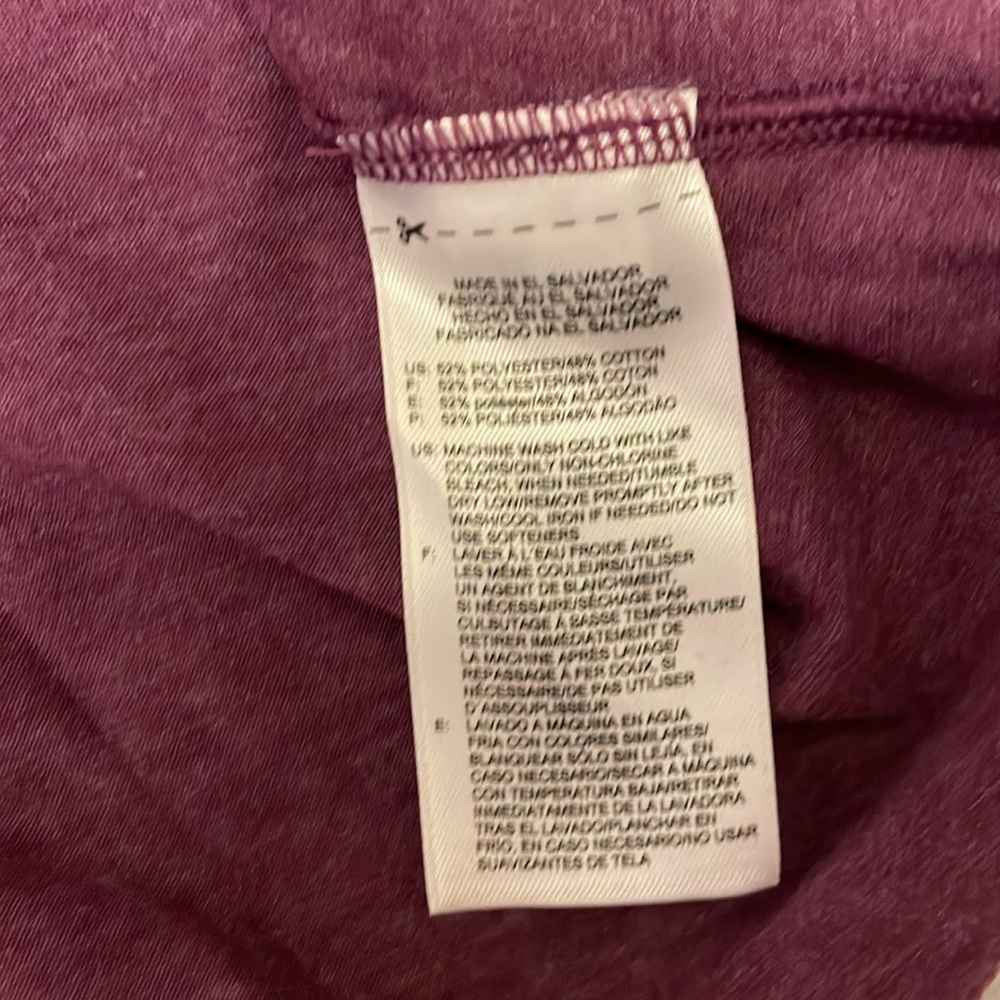 MADE IN EL SALVADOR
FABRIQUÉ AU EL SALVADOR
HECHO EN EL SALVADOR
FABRICADO NA EL SALVADOR
US: 52% POLYESTER/48% COTTON
F: 52% POLYESTER/48% COTON
E: 52% poliéster/48% ALGODÓN
P: 52% POLIÉSTER/48% ALGODÃO
US: MACHINE WASH COLD WITH LIKE
COLORS/ONLY NON-CHLORINE
BLEACH, WHEN NEEDED/TUMBLE
DRY LOW/REMOVE PROMPTLY AFTER
WASH/COOL IRON IF NEEDED/DO NOT
USE SOFTENERS
F: LAVER À L'EAU FROIDE AVEC
LES MÊME COULEURS/UTILISER
UN AGENT DE BLANCHIMENT,
SI NÉCESSAIRE/SÉCHAGE PAR
CULBUTAGE À BASSE TEMPÉRATURE/
RETIRER IMMÉDIATEMENT DE
LA MACHINE APRÈS LAVAGE/
REPASSAGE À FER DOUX, SI
NÉCESSAIRE/DE PAS UTILISER
D'ASSOUPLISSEUR
E: LAVADO A MÁQUINA EN AGUA
FRÍA CON COLORES SIMILARES/
BLANQUEAR SÓLO SIN LEJÍA, EN
CASO NECESARIO/SECAR A MÁQUINA
CON TEMPERATURA BAJA/RETIRAR
INMEDIATAMENTE DE LA LAVADORA
TRAS EL LAVADO/PLANCHAR EN
FRÍO, EN CASO NECESARIO/NO USAR
SUAVIZANTES DE TELA